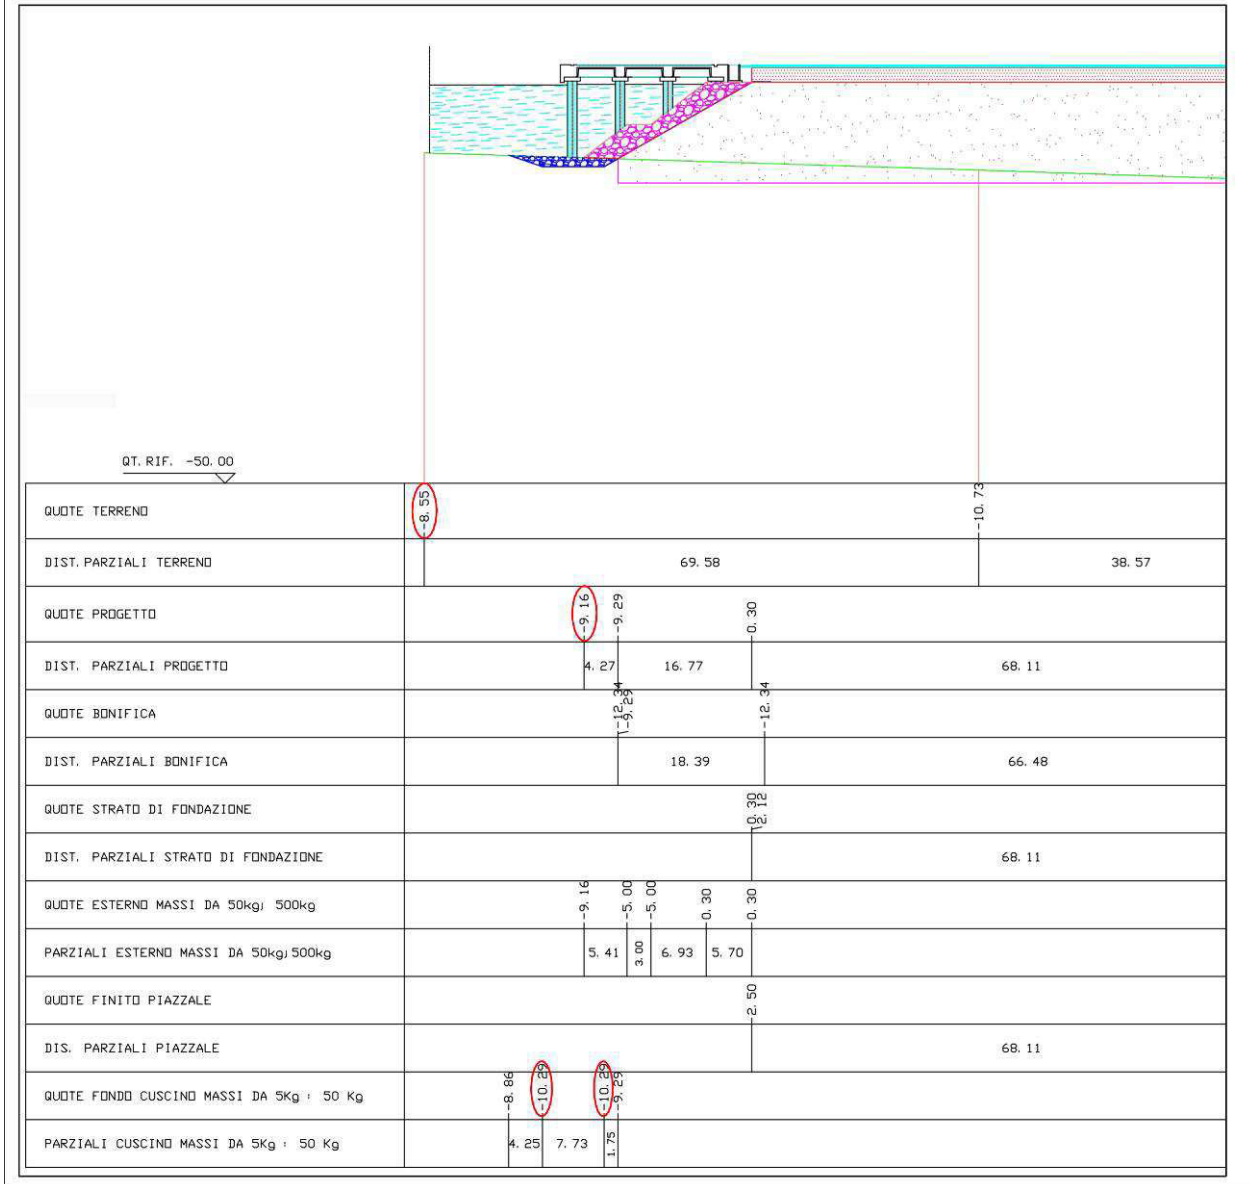 QT. RIF. -50.00
QUOTE TERRENO -8.55 -10.73
DIST. PARZIALI TERRENO 69.58 38.57
QUOTE PROGETTO -9.16 -9.29 0.30
DIST. PARZIALI PROGETTO 4.27 16.77 68.11
QUOTE BONIFICA -12.34 -9.29 -12.34
DIST. PARZIALI BONIFICA 18.39 66.48
QUOTE STRATO DI FONDAZIONE 0.30 2.12
DIST. PARZIALI STRATO DI FONDAZIONE 68.11
QUOTE ESTERNO MASSI DA 50kg; 500kg -9.16 -5.00 -5.00 0.30 0.30
PARZIALI ESTERNO MASSI DA 50kg;500kg 5.41 3.00 6.93 5.70
QUOTE FINITO PIAZZALE 2.50
DIS. PARZIALI PIAZZALE 68.11
QUOTE FONDO CUSCINO MASSI DA 5Kg : 50 Kg -8.86 -10.29 -10.29 -9.29
PARZIALI CUSCINO MASSI DA 5Kg : 50 Kg 4.25 7.73 1.75